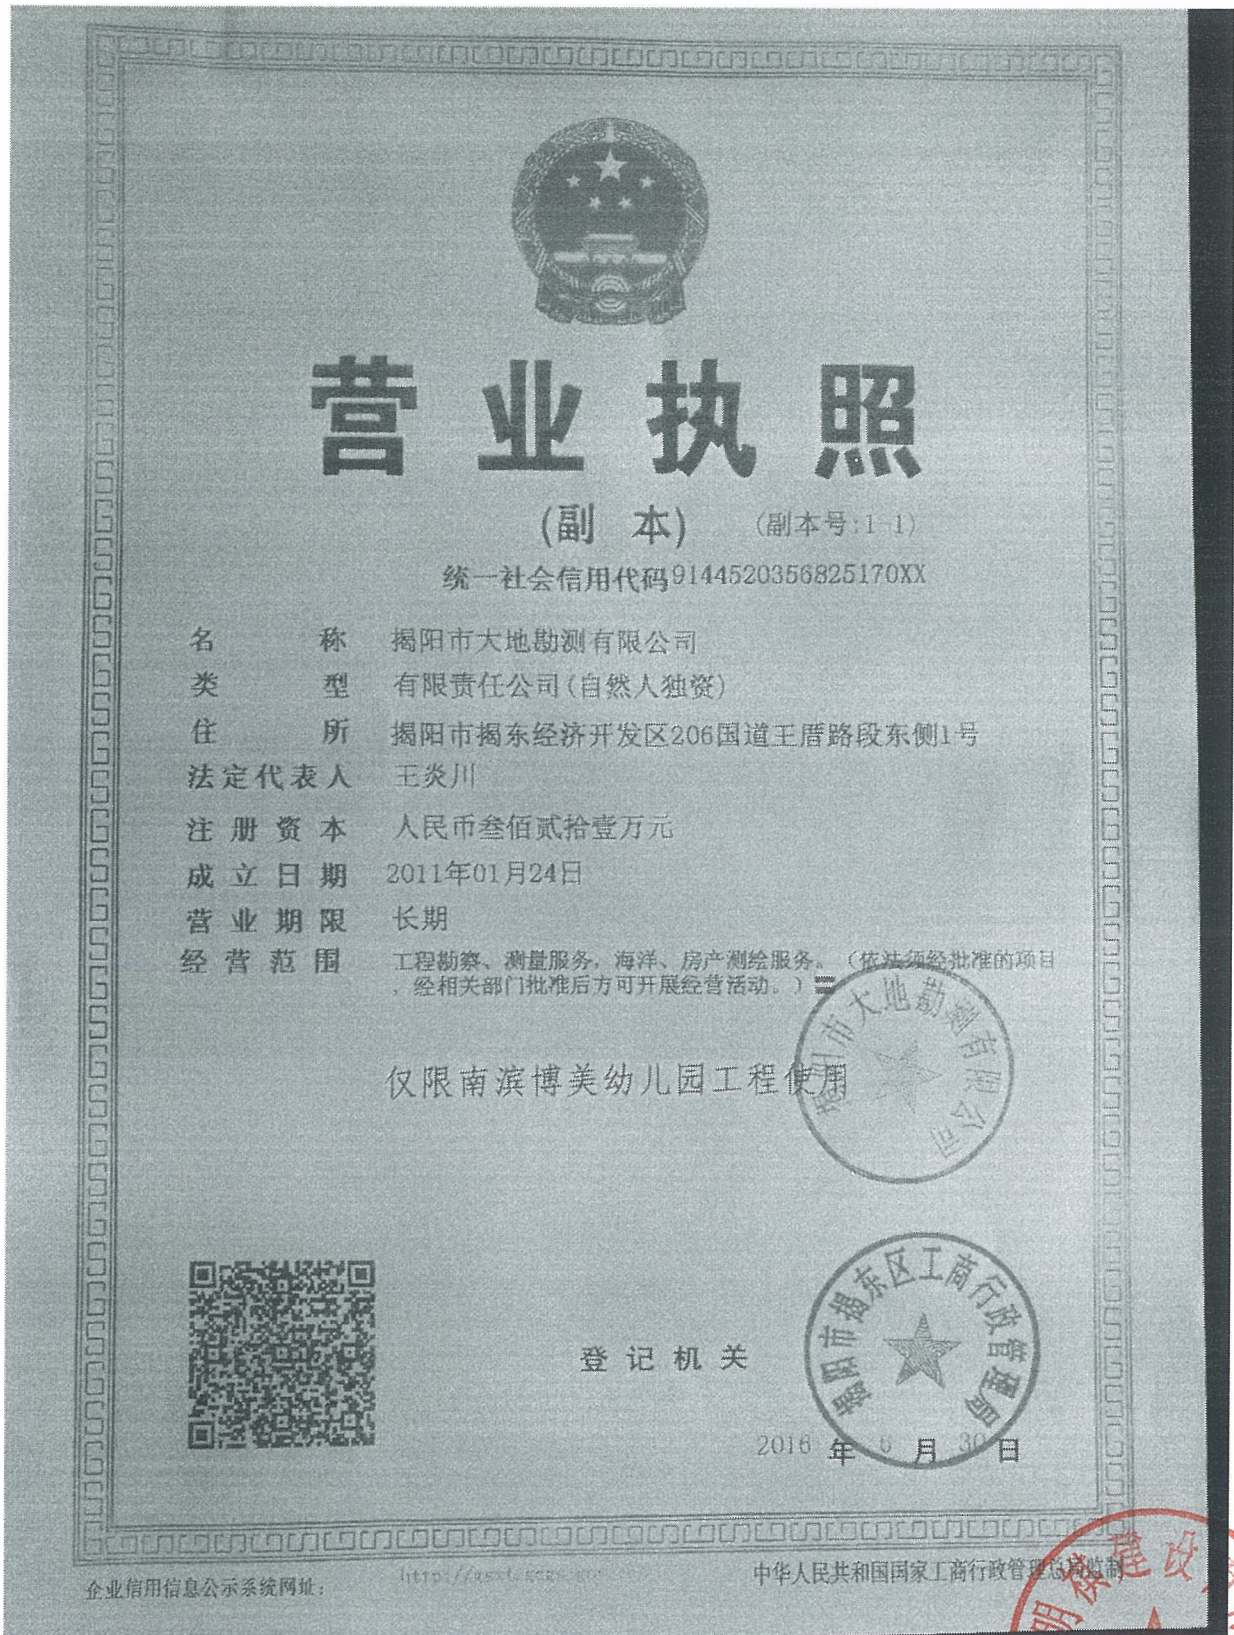 营业执照
(副 本) (副本号:1-1)
统一社会信用代码9144520356825170XX
名 称 揭阳市大地勘测有限公司
类 型 有限责任公司(自然人独资)
住 所 揭阳市揭东经济开发区206国道王厝路段东侧1号
法定代表人 王炎川
注册资本 人民币叁佰贰拾壹万元
成立日期 2011年01月24日
营业期限 长期
经营范围 工程勘察、测量服务,海洋、房产测绘服务。(依法须经批准的项目
,经相关部门批准后方可开展经营活动。)〓
揭阳市大地勘测有限公司
仅限南滨博美幼儿园工程使用
揭阳市揭东区工商行政管理局
登记机关
2016年6月30日
企业信用信息公示系统网址:
中华人民共和国国家工商行政管理总局监制
明祺建设